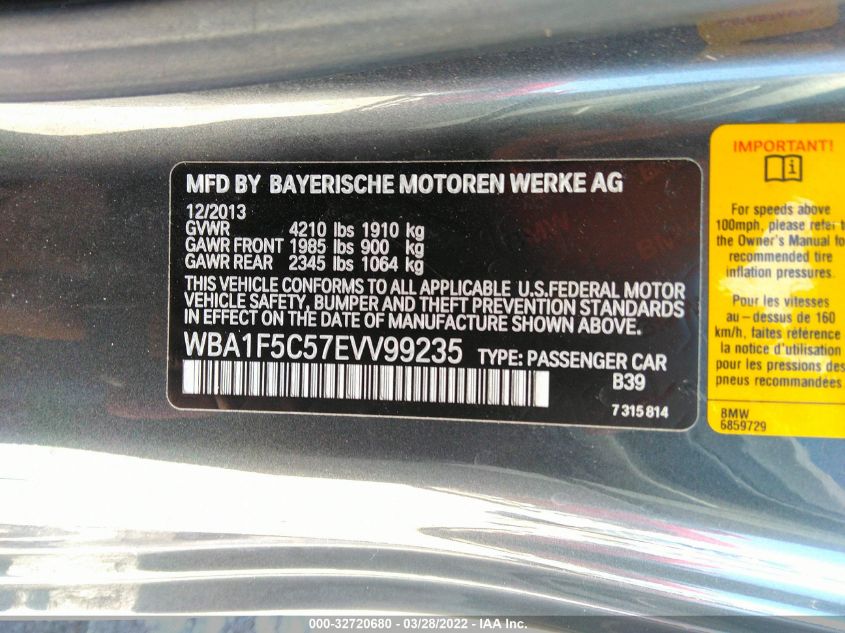 MFD BY BAYERISCHE MOTOREN WERKE AG
12/2013
GVWR 4210 lbs 1910 kg
GAWR FRONT 1985 lbs 900 kg
GAWR REAR 2345 lbs 1064 kg
THIS VEHICLE CONFORMS TO ALL APPLICABLE U.S.FEDERAL MOTOR
VEHICLE SAFETY, BUMPER AND THEFT PREVENTION STANDARDS
IN EFFECT ON THE DATE OF MANUFACTURE SHOWN ABOVE.
WBA1F5C57EVV99235 TYPE: PASSENGER CAR
B39
7 315 814
IMPORTANT!
i
For speeds above
100mph, please refer
the Owner's Manual
recommended tire
inflation pressures.
Pour les vitesses
au – dessus de 160
km/h, faites référence
la notice d'utilisation
pour les pressions
pneus recommandées
BMW
6859729
000-32720680 - 03/28/2022 - IAA Inc.